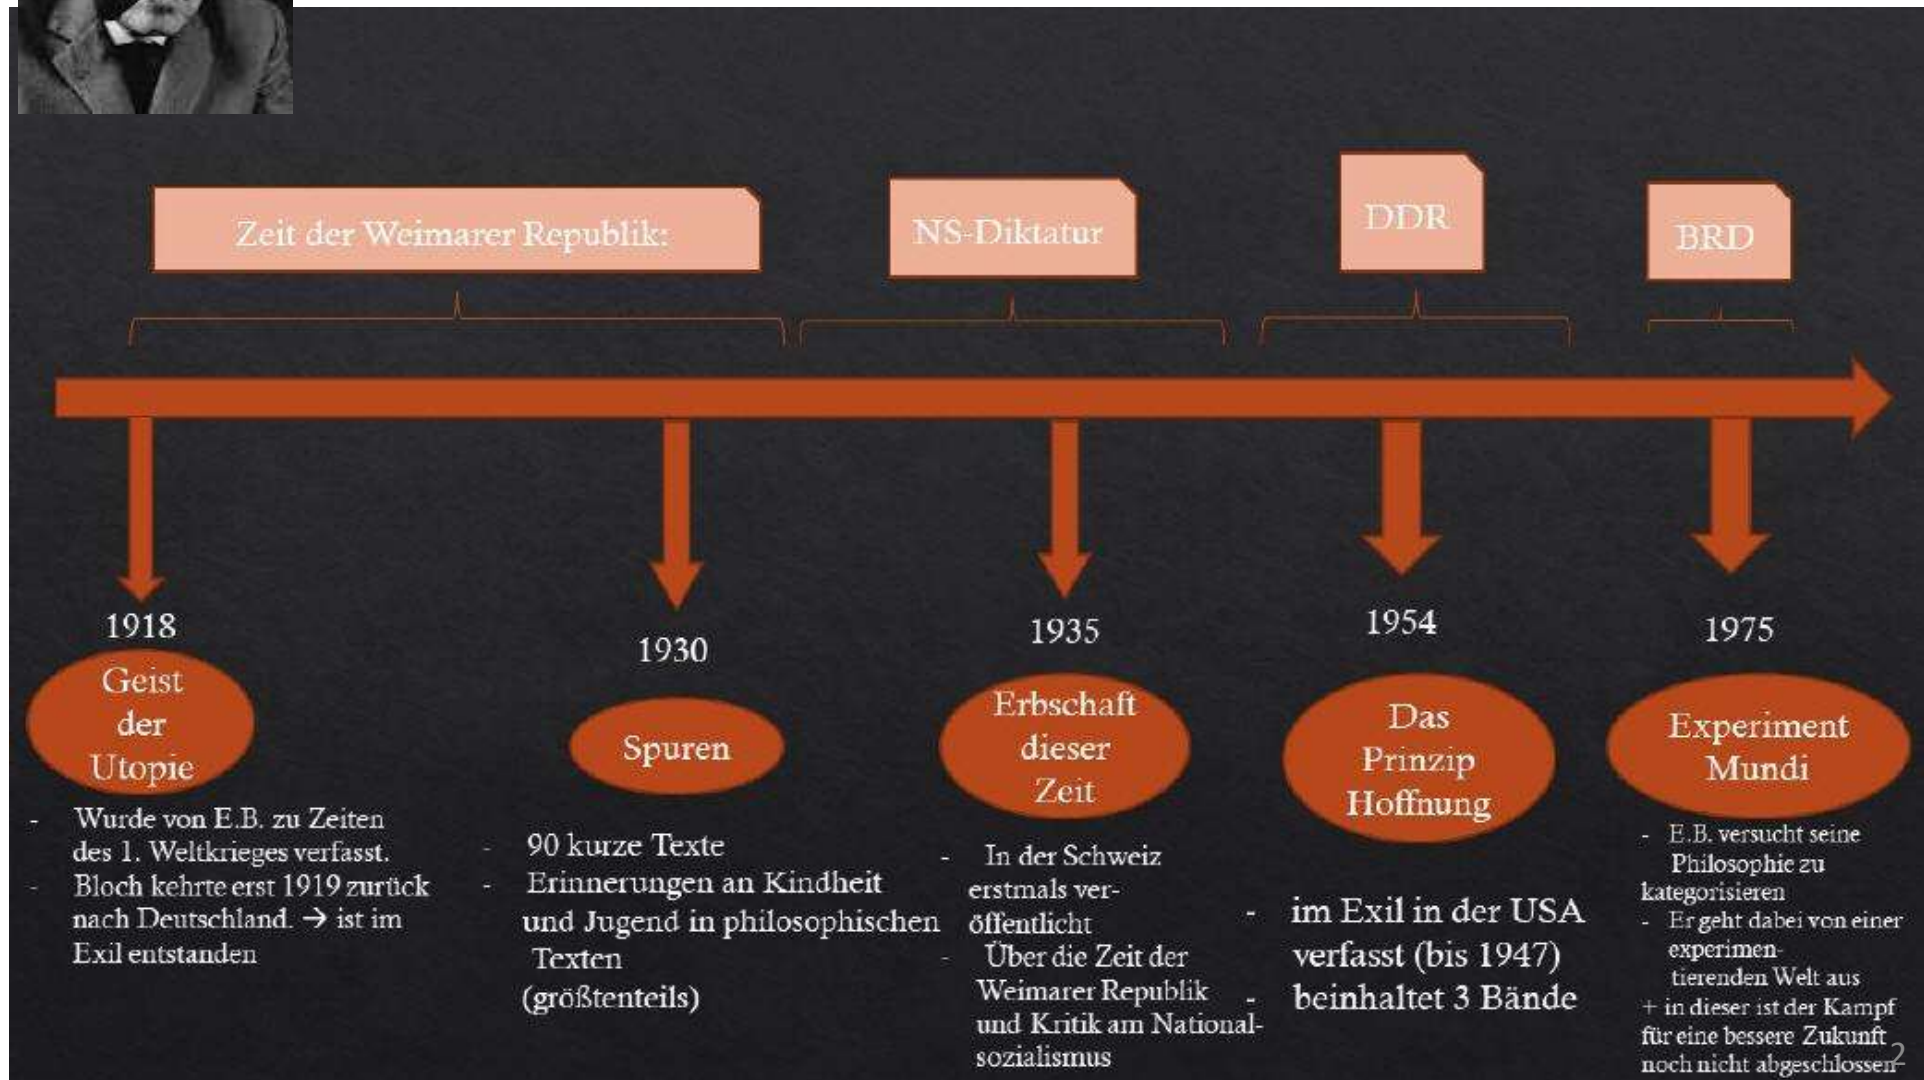 Zeit der Weimarer Republik:
NS-Diktatur
DDR
BRD
1918
Geist
der
Utopie
- Wurde von E.B. zu Zeiten
des 1. Weltkrieges verfasst.
- Bloch kehrte erst 1919 zurück
nach Deutschland. → ist im
Exil entstanden
1930
Spuren
- 90 kurze Texte
- Erinnerungen an Kindheit
und Jugend in philosophischen
Texten
(größtenteils)
1935
Erbschaft
dieser
Zeit
- In der Schweiz
erstmals ver-
öffentlicht
- Über die Zeit der
Weimarer Republik
und Kritik am National-
sozialismus
1954
Das
Prinzip
Hoffnung
- im Exil in der USA
verfasst (bis 1947)
- beinhaltet 3 Bände
1975
Experiment
Mundi
- E.B. versucht seine
Philosophie zu
kategorisieren
- Er geht dabei von einer
experimen-
tierenden Welt aus
+ in dieser ist der Kampf
für eine bessere Zukunft
noch nicht abgeschlossen
2